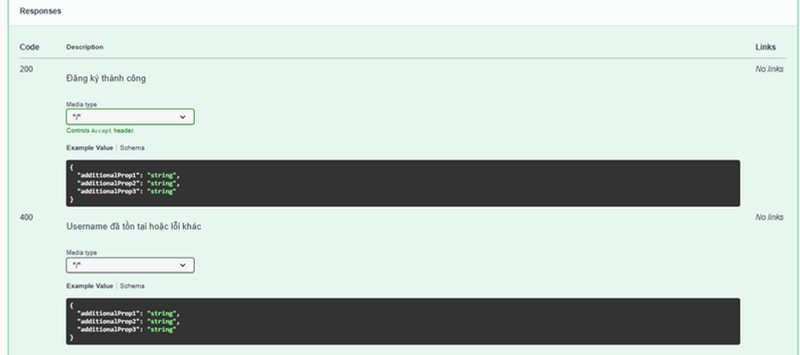 Responses
Code Description Links
200 Đăng ký thành công No links
Media type
*/*
Controls Accept header.
Example Value | Schema
{
"additionalProp1": "string",
"additionalProp2": "string",
"additionalProp3": "string"
}
400 Username đã tồn tại hoặc lỗi khác No links
Media type
*/*
Example Value | Schema
{
"additionalProp1": "string",
"additionalProp2": "string",
"additionalProp3": "string"
}